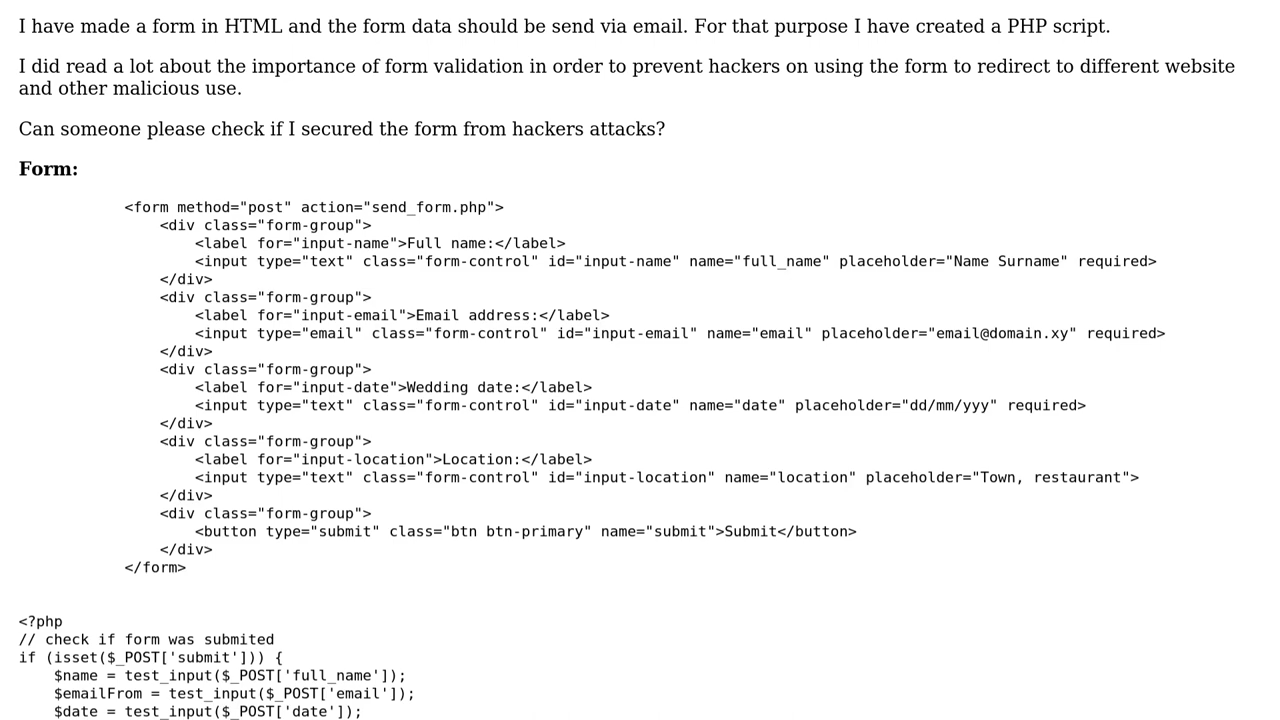 I have made a form in HTML and the form data should be send via email. For that purpose I have created a PHP script.
I did read a lot about the importance of form validation in order to prevent hackers on using the form to redirect to different website
and other malicious use.
Can someone please check if I secured the form from hackers attacks?
Form:
<form method="post" action="send_form.php">
    <div class="form-group">
        <label for="input-name">Full name:</label>
        <input type="text" class="form-control" id="input-name" name="full_name" placeholder="Name Surname" required>
    </div>
    <div class="form-group">
        <label for="input-email">Email address:</label>
        <input type="email" class="form-control" id="input-email" name="email" placeholder="email@domain.xy" required>
    </div>
    <div class="form-group">
        <label for="input-date">Wedding date:</label>
        <input type="text" class="form-control" id="input-date" name="date" placeholder="dd/mm/yyy" required>
    </div>
    <div class="form-group">
        <label for="input-location">Location:</label>
        <input type="text" class="form-control" id="input-location" name="location" placeholder="Town, restaurant">
    </div>
    <div class="form-group">
        <button type="submit" class="btn btn-primary" name="submit">Submit</button>
    </div>
</form>
<?php
// check if form was submited
if (isset($_POST['submit'])) {
    $name = test_input($_POST['full_name']);
    $emailFrom = test_input($_POST['email']);
    $date = test_input($_POST['date']);